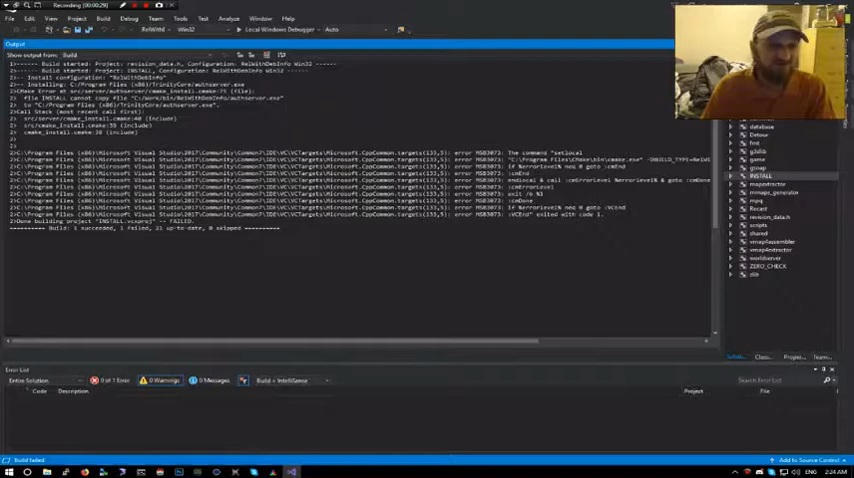 Recording [00:00:29]
File Edit View Project Build Debug Team Tools Test Analyze Window Help
RelWithD Win32 Local Windows Debugger Auto
Output
Show output from: Build
1>------ Build started: Project: revision_data.h, Configuration: RelWithDebInfo Win32 ------
2>------ Build started: Project: INSTALL, Configuration: RelWithDebInfo Win32 ------
2>-- Install configuration: "RelWithDebInfo"
2>-- Installing: C:/Program Files (x86)/TrinityCore/authserver.exe
2>CMake Error at src/server/authserver/cmake_install.cmake:75 (file):
2> file INSTALL cannot copy file "C:/Work/bin/RelWithDebInfo/authserver.exe"
2> to "C:/Program Files (x86)/TrinityCore/authserver.exe".
2>Call Stack (most recent call first):
2> src/server/cmake_install.cmake:40 (include)
2> src/cmake_install.cmake:39 (include)
2> cmake_install.cmake:38 (include)
2>
2>
2>C:\Program Files (x86)\Microsoft Visual Studio\2017\Community\Common7\IDE\VC\VCTargets\Microsoft.CppCommon.targets(133,5): error MSB3073: The command "setlocal
2>C:\Program Files (x86)\Microsoft Visual Studio\2017\Community\Common7\IDE\VC\VCTargets\Microsoft.CppCommon.targets(133,5): error MSB3073: "C:\Program Files\CMake\bin\cmake.exe" -DBUILD_TYPE=RelWi
2>C:\Program Files (x86)\Microsoft Visual Studio\2017\Community\Common7\IDE\VC\VCTargets\Microsoft.CppCommon.targets(133,5): error MSB3073: if %errorlevel% neq 0 goto :cmEnd
2>C:\Program Files (x86)\Microsoft Visual Studio\2017\Community\Common7\IDE\VC\VCTargets\Microsoft.CppCommon.targets(133,5): error MSB3073: :cmEnd
2>C:\Program Files (x86)\Microsoft Visual Studio\2017\Community\Common7\IDE\VC\VCTargets\Microsoft.CppCommon.targets(133,5): error MSB3073: endlocal & call :cmErrorLevel %errorlevel% & goto :cmDone
2>C:\Program Files (x86)\Microsoft Visual Studio\2017\Community\Common7\IDE\VC\VCTargets\Microsoft.CppCommon.targets(133,5): error MSB3073: :cmErrorLevel
2>C:\Program Files (x86)\Microsoft Visual Studio\2017\Community\Common7\IDE\VC\VCTargets\Microsoft.CppCommon.targets(133,5): error MSB3073: exit /b %1
2>C:\Program Files (x86)\Microsoft Visual Studio\2017\Community\Common7\IDE\VC\VCTargets\Microsoft.CppCommon.targets(133,5): error MSB3073: :cmDone
2>C:\Program Files (x86)\Microsoft Visual Studio\2017\Community\Common7\IDE\VC\VCTargets\Microsoft.CppCommon.targets(133,5): error MSB3073: if %errorlevel% neq 0 goto :VCEnd
2>C:\Program Files (x86)\Microsoft Visual Studio\2017\Community\Common7\IDE\VC\VCTargets\Microsoft.CppCommon.targets(133,5): error MSB3073: :VCEnd" exited with code 1.
2>Done building project "INSTALL.vcxproj" -- FAILED.
========== Build: 1 succeeded, 1 failed, 21 up-to-date, 0 skipped ==========
database
Detour
fmt
g3dlib
game
gsoap
INSTALL
mapextractor
mmaps_generator
mpq
Recast
revision_data.h
scripts
shared
vmap4assembler
vmap4extractor
worldserver
ZERO_CHECK
zlib
Soluti... Class... Proper... Team...
Error List
Entire Solution 0 of 1 Error 0 Warnings 0 Messages Build + IntelliSense Search Error List
Code Description Project File
Build failed Add to Source Control
ENG 2:24 AM